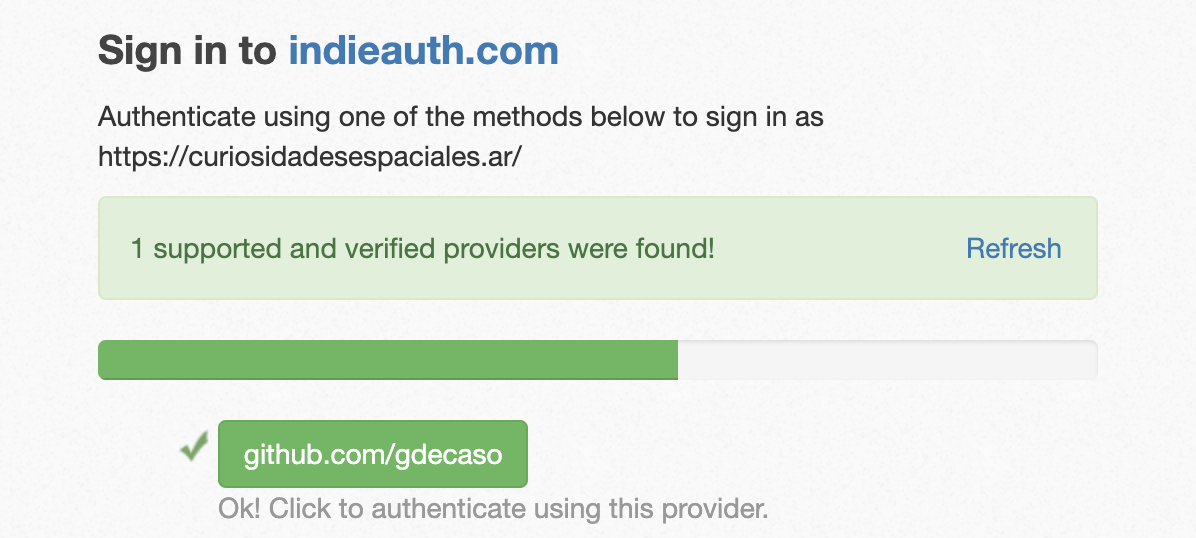 Sign in to indieauth.com
Authenticate using one of the methods below to sign in as
https://curiosidadesespaciales.ar/
1 supported and verified providers were found! Refresh
github.com/gdecaso
Ok! Click to authenticate using this provider.